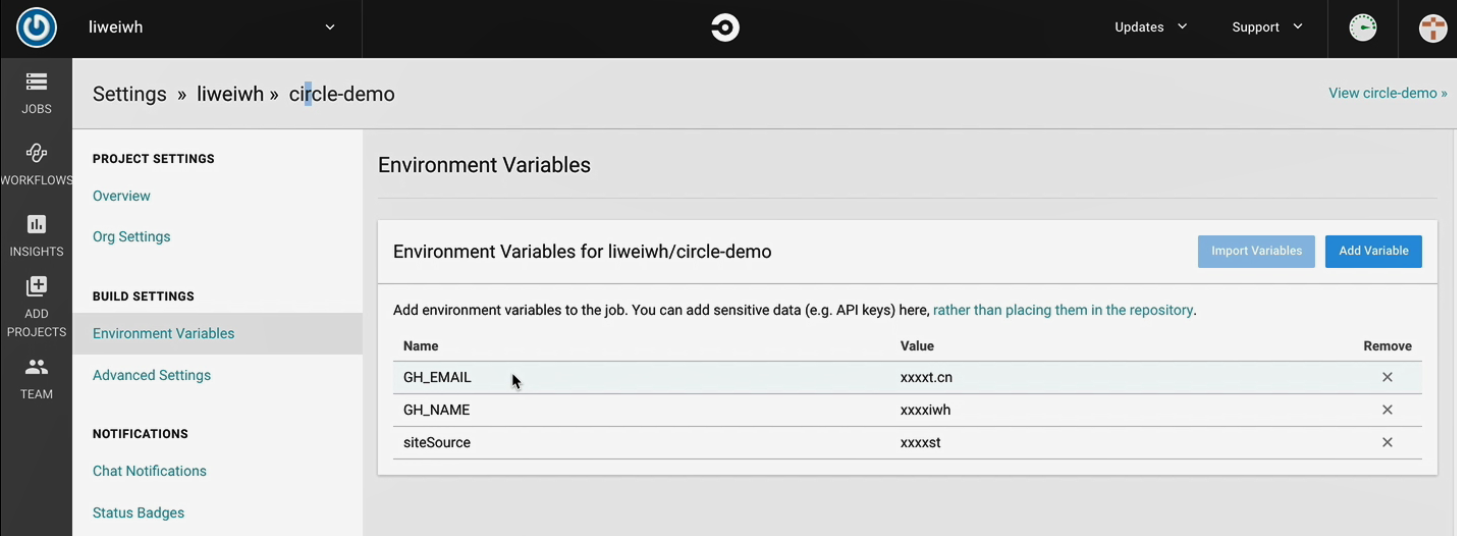 liweiwh
Updates
Support
JOBS
WORKFLOWS
INSIGHTS
ADD
PROJECTS
TEAM
Settings » liweiwh » circle-demo
View circle-demo »
PROJECT SETTINGS
Overview
Org Settings
BUILD SETTINGS
Environment Variables
Advanced Settings
NOTIFICATIONS
Chat Notifications
Status Badges
Environment Variables
Environment Variables for liweiwh/circle-demo
Import Variables
Add Variable
Add environment variables to the job. You can add sensitive data (e.g. API keys) here, rather than placing them in the repository.
Name Value Remove
GH_EMAIL xxxxt.cn
GH_NAME xxxxiwh
siteSource xxxxst